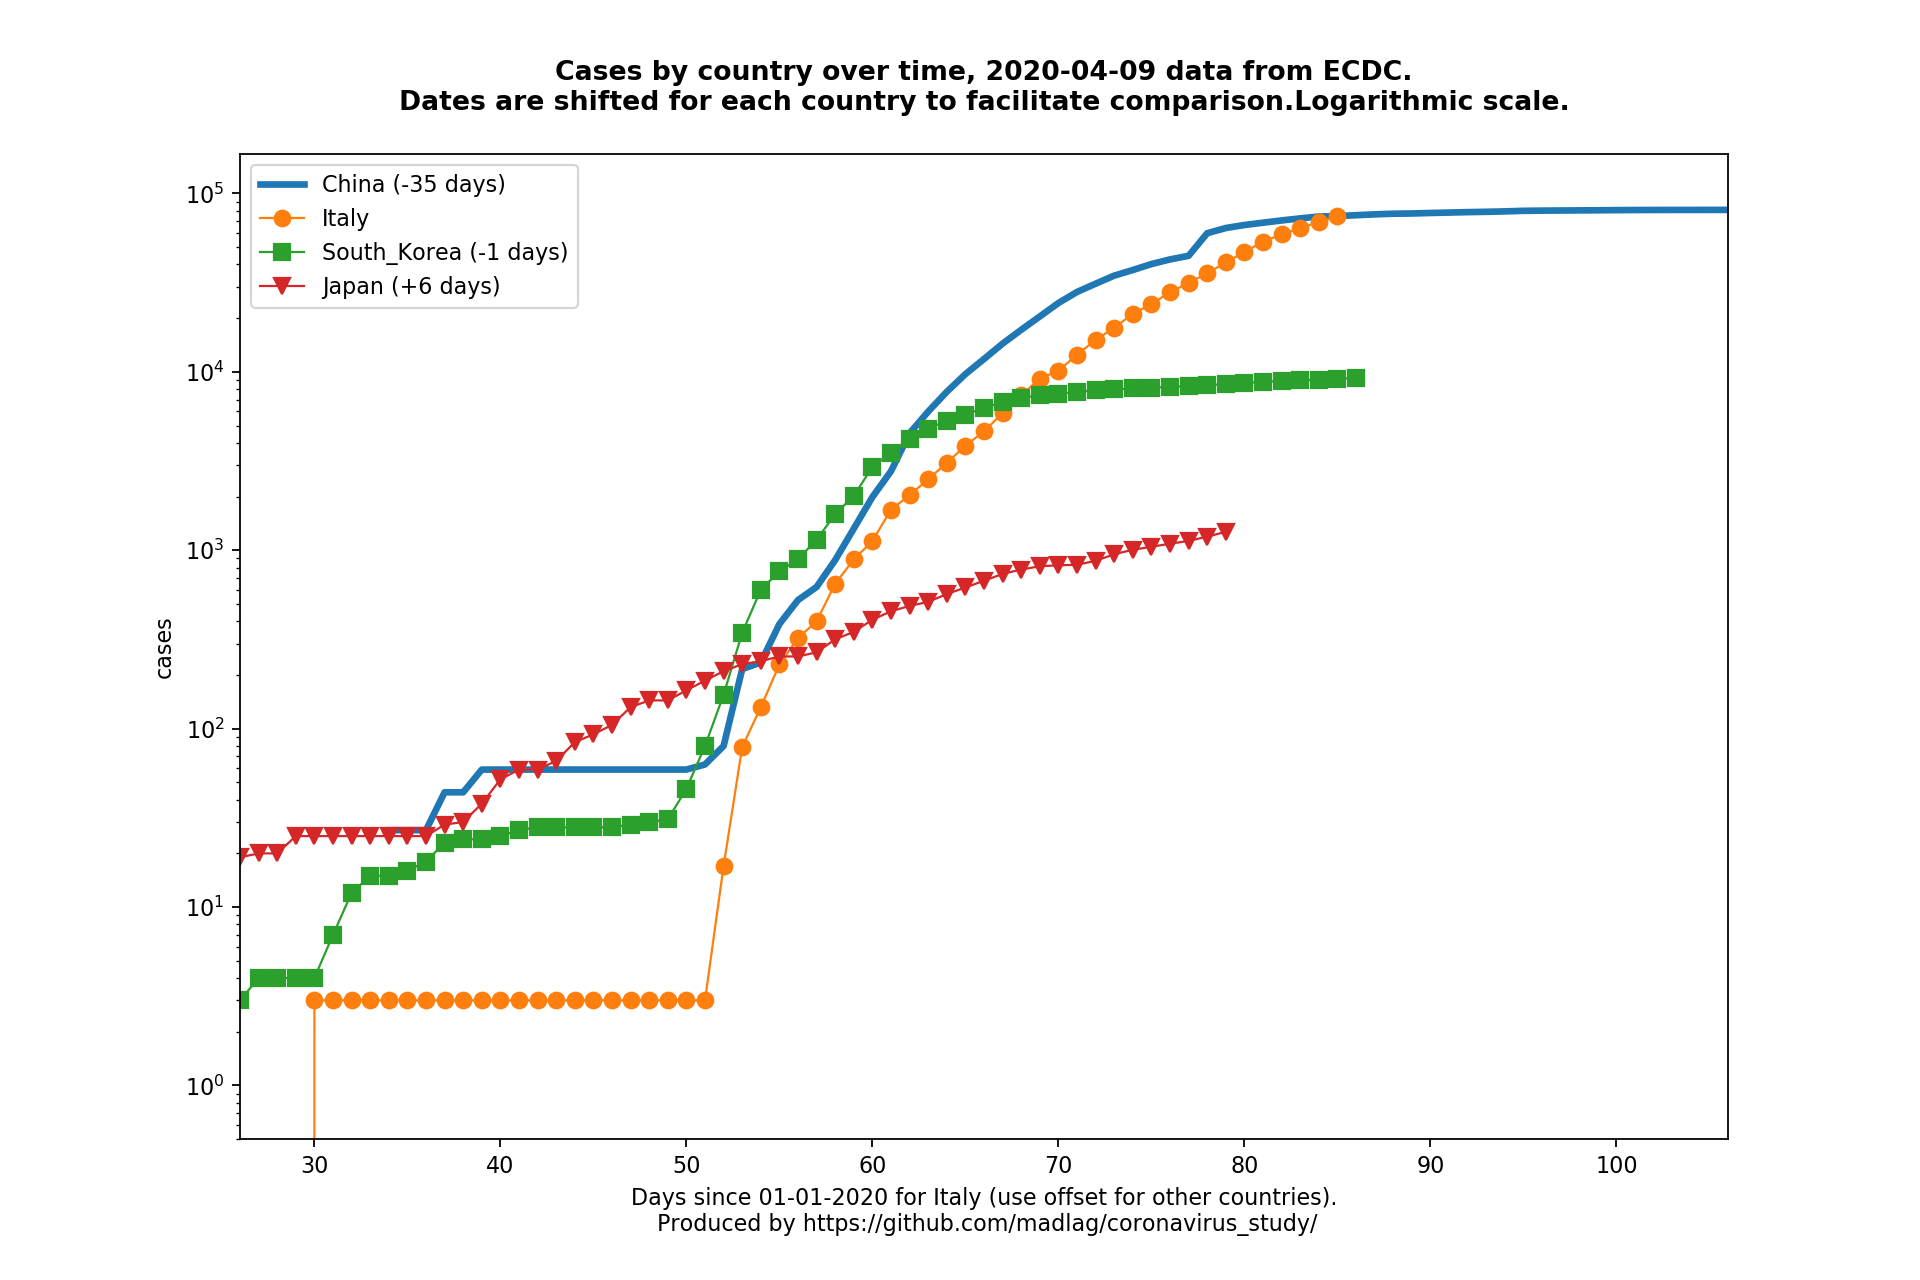 Cases by country over time, 2020-04-09 data from ECDC.
Dates are shifted for each country to facilitate comparison.Logarithmic scale.
China (-35 days)
Italy
South_Korea (-1 days)
Japan (+6 days)
10⁵
10⁴
10³
10²
10¹
10⁰
cases
30 40 50 60 70 80 90 100
Days since 01-01-2020 for Italy (use offset for other countries).
Produced by https://github.com/madlag/coronavirus_study/